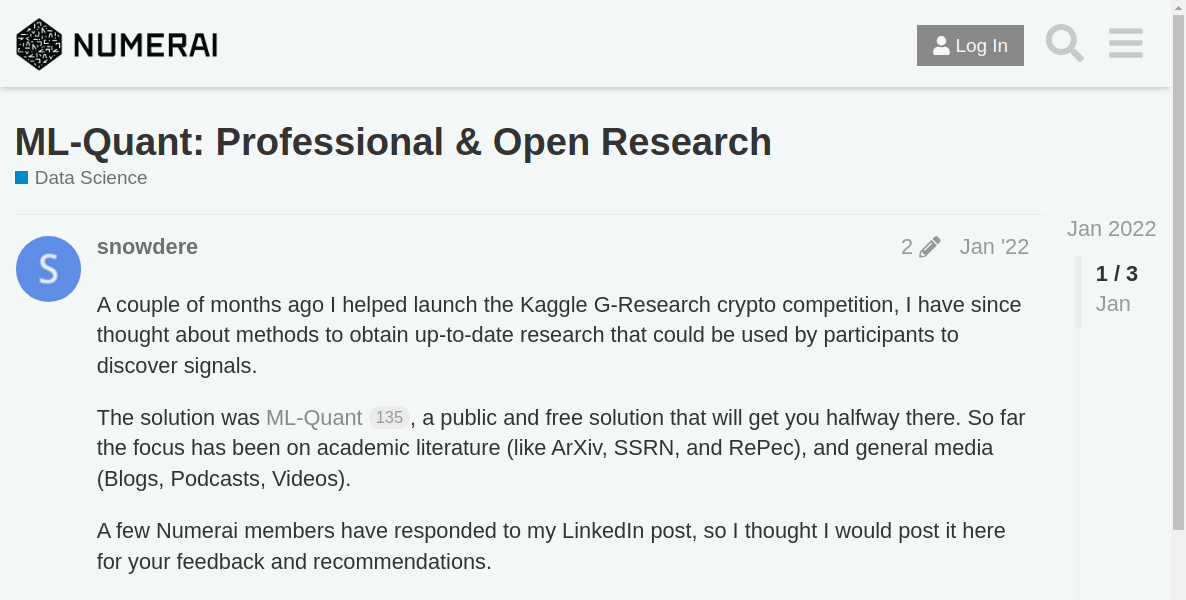 NUMERAI
Log In
ML-Quant: Professional & Open Research
Data Science
snowdere
2
Jan '22
Jan 2022
1 / 3
Jan
A couple of months ago I helped launch the Kaggle G-Research crypto competition, I have since
thought about methods to obtain up-to-date research that could be used by participants to
discover signals.
The solution was ML-Quant 135, a public and free solution that will get you halfway there. So far
the focus has been on academic literature (like ArXiv, SSRN, and RePec), and general media
(Blogs, Podcasts, Videos).
A few Numerai members have responded to my LinkedIn post, so I thought I would post it here
for your feedback and recommendations.